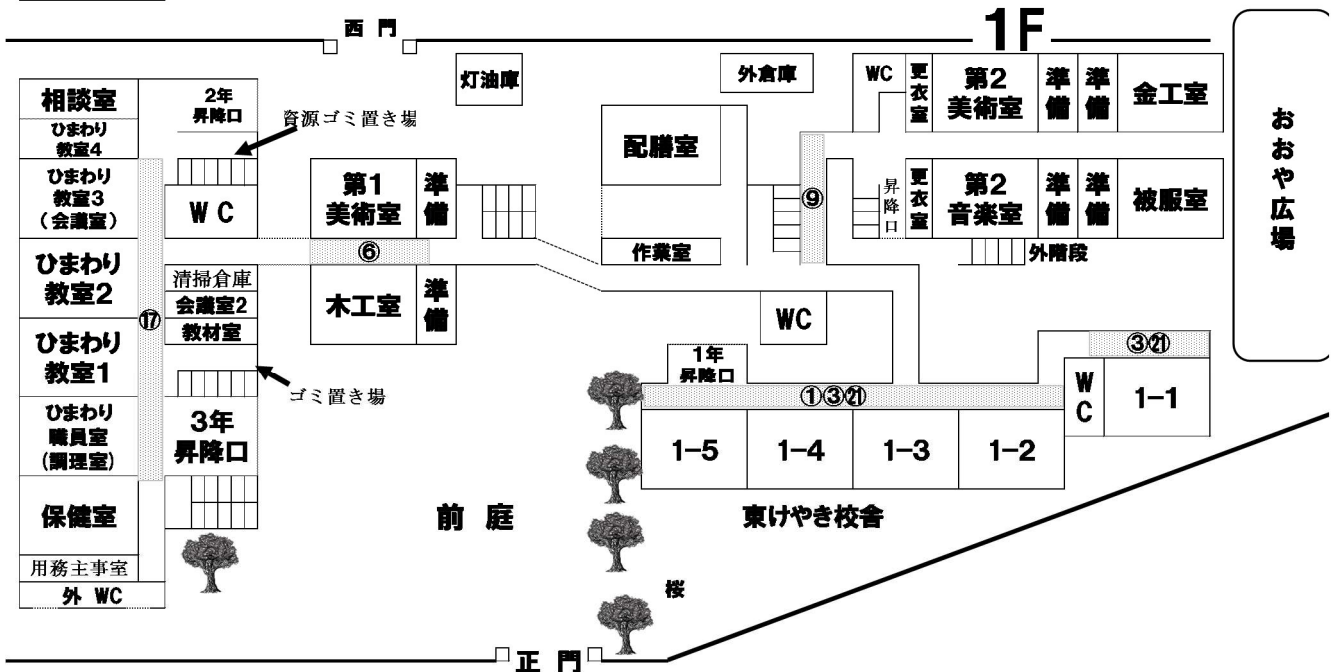 西 門
1F
灯油庫
外倉庫
WC
更衣室
第2
美術室
準備
準備
金工室
おおや広場
相談室
2年
昇降口
資源ゴミ置き場
ひまわり
教室4
ひまわり
教室3
(会議室)
W C
第1
美術室
準備
配膳室
⑨
昇降口
更衣室
第2
音楽室
準備
準備
被服室
⑥
作業室
外階段
ひまわり
教室2
清掃倉庫
会議室2
教材室
⑰
木工室
準備
WC
ひまわり
教室1
ゴミ置き場
1年
昇降口
①③㉑
③㉑
WC
1-1
ひまわり
職員室
(調理室)
3年
昇降口
1-5
1-4
1-3
1-2
保健室
前 庭
東けやき校舎
用務主事室
外 WC
桜
正 門